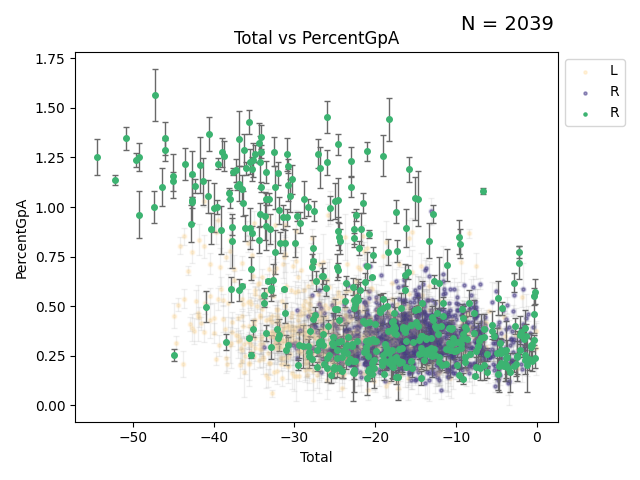 N = 2039
Total vs PercentGpA
L
R
R
PercentGpA
1.75
1.50
1.25
1.00
0.75
0.50
0.25
0.00
−50
−40
−30
−20
−10
0
Total